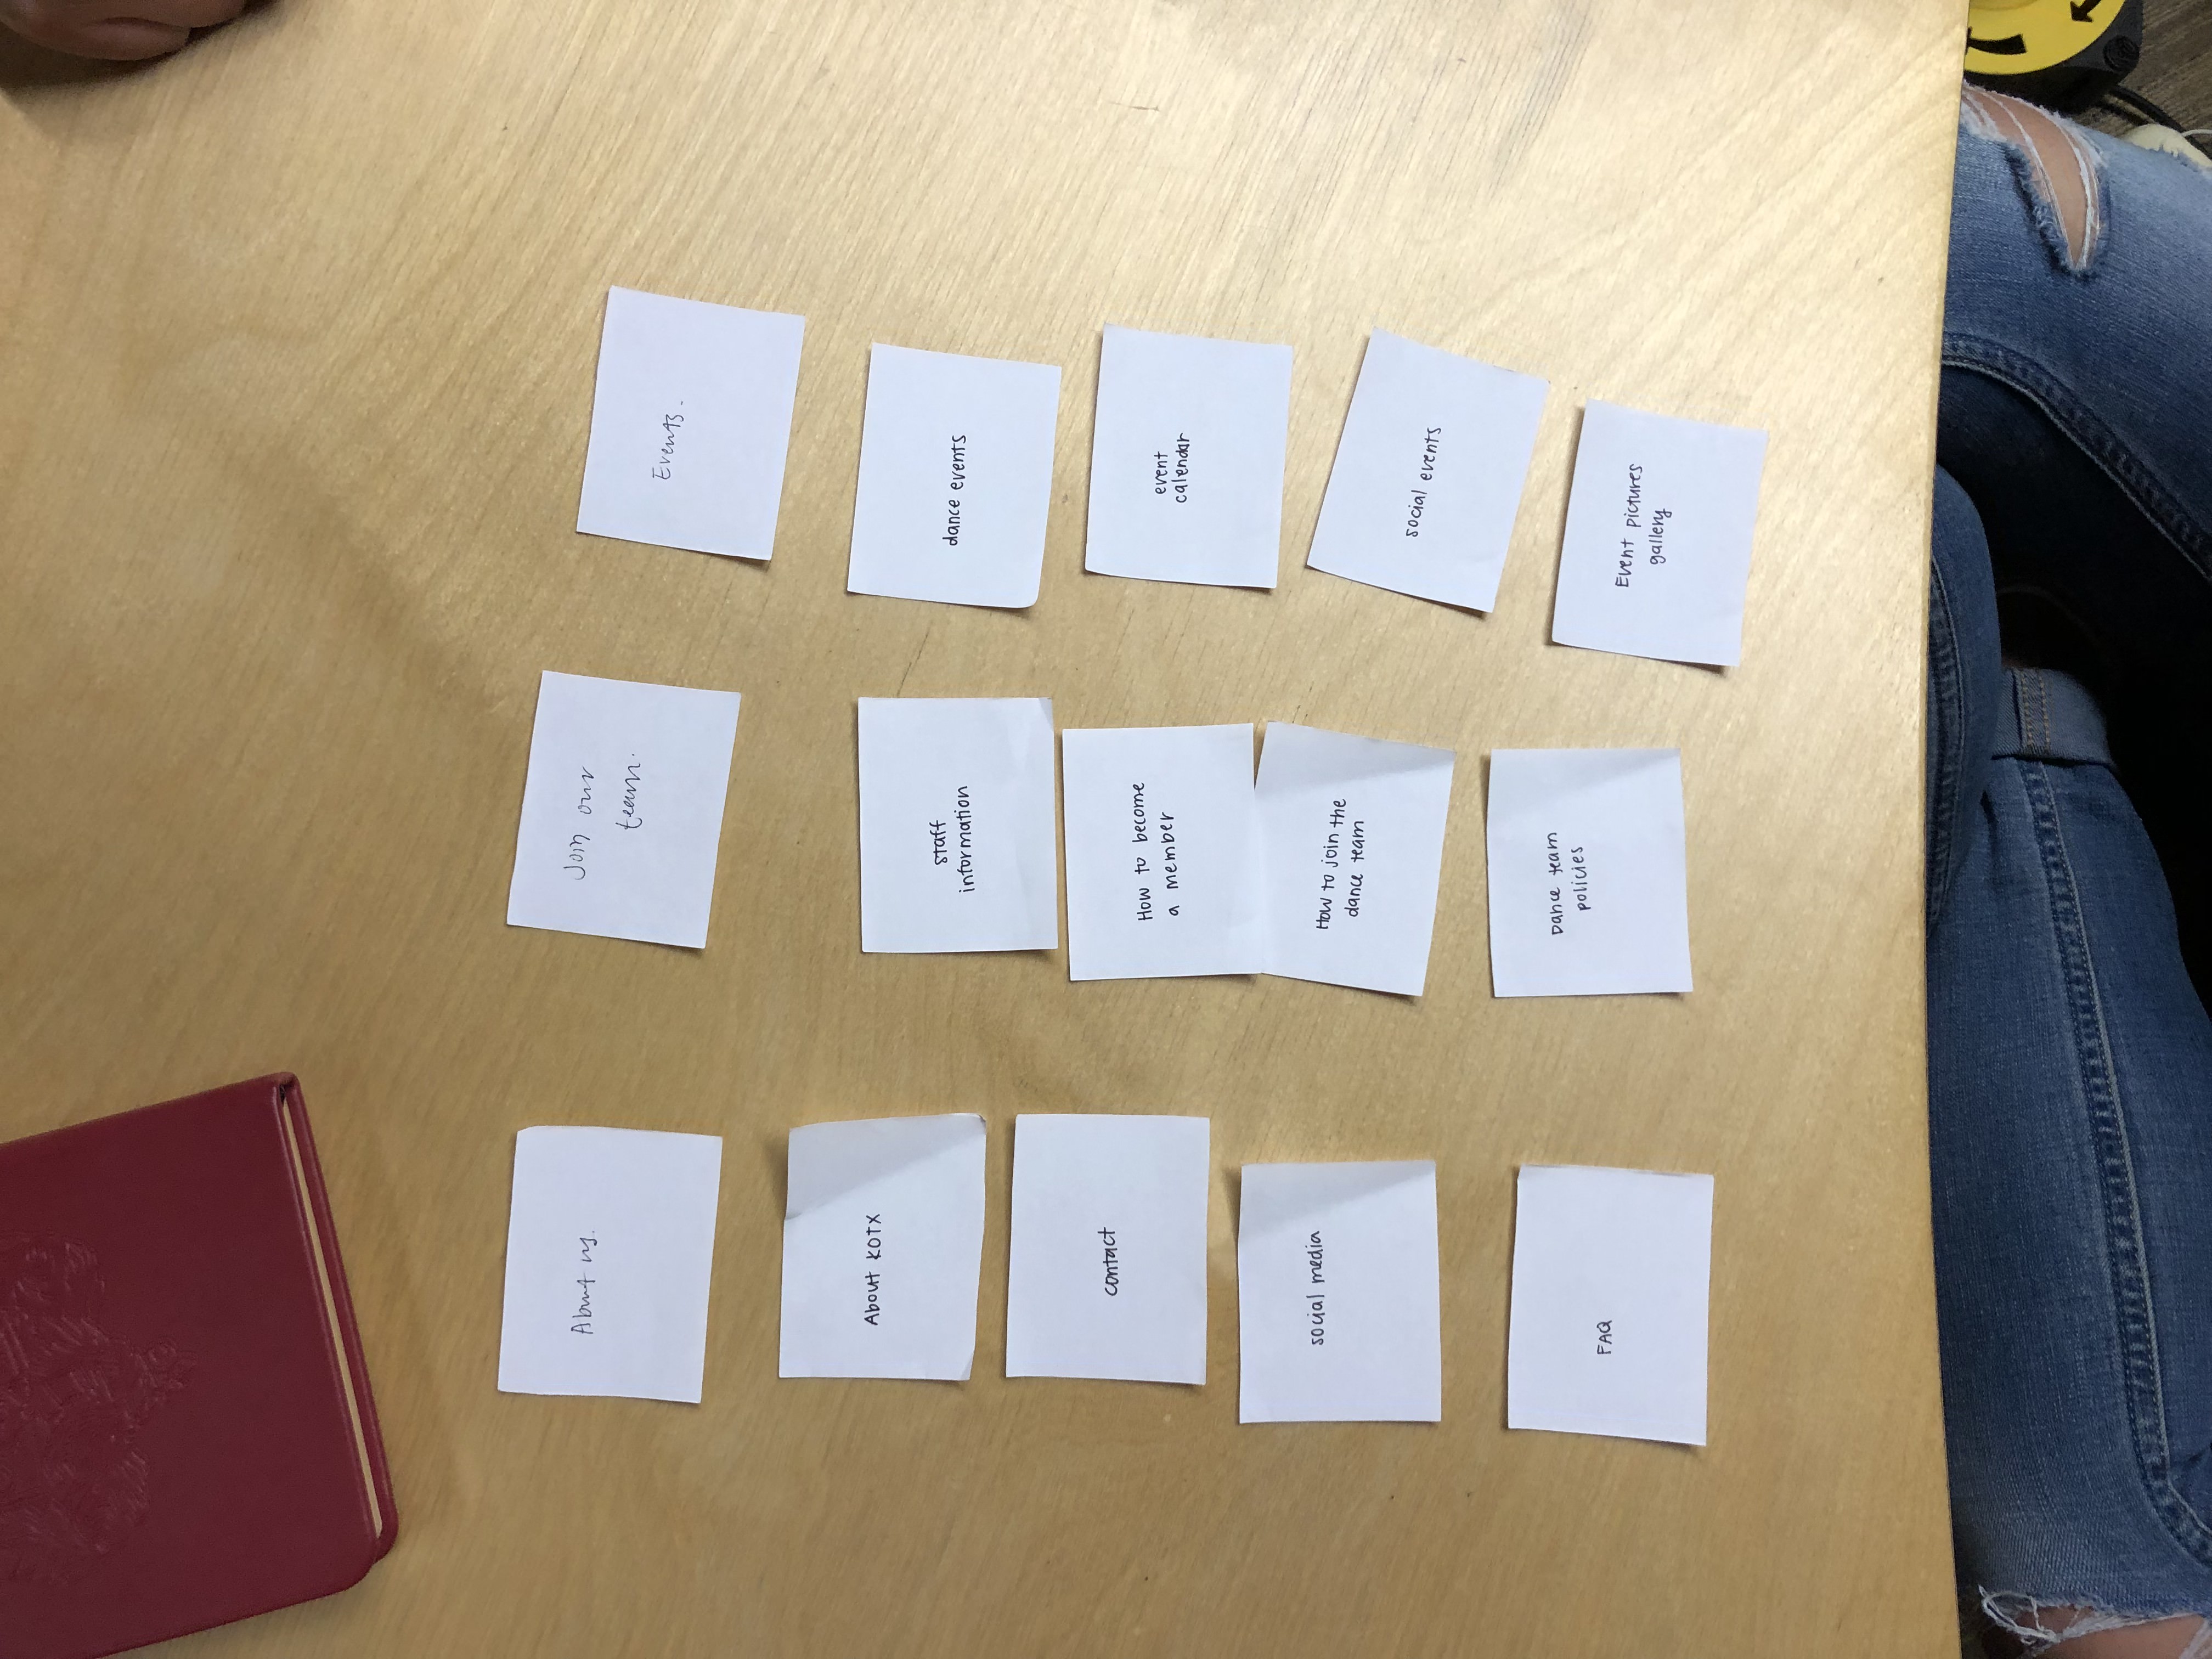 About us.
About KOTX
contact
social media
FAQ
Join our
team.
staff
information
How to become
a member
How to join the
dance team
Dance team
policies
Events.
dance events
event
calendar
social events
Event pictures
gallery